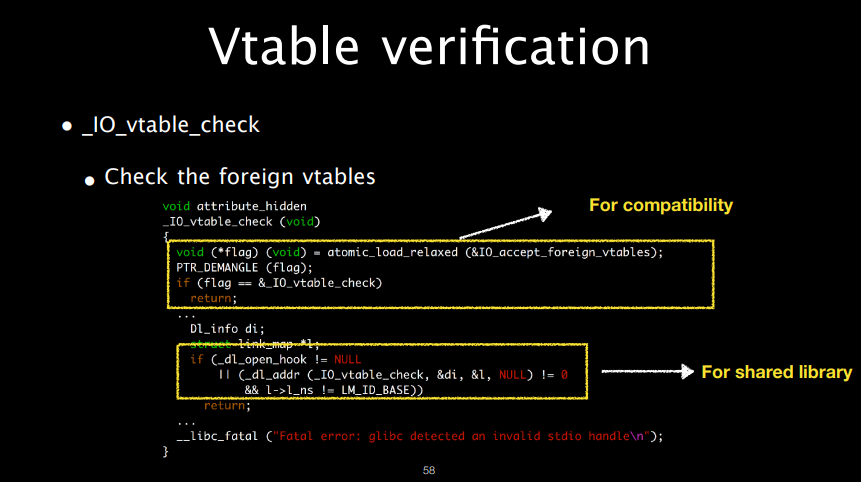 Vtable verification
• _IO_vtable_check
• Check the foreign vtables
For compatibility
void attribute_hidden
_IO_vtable_check (void)
{
void (*flag) (void) = atomic_load_relaxed (&IO_accept_foreign_vtables);
PTR_DEMANGLE (flag);
if (flag == &_IO_vtable_check)
return;
...
Dl_info di;
struct link_map *l;
if (_dl_open_hook != NULL
|| (_dl_addr (_IO_vtable_check, &di, &l, NULL) != 0
&& l->l_ns != LM_ID_BASE))
return;
For shared library
...
__libc_fatal ("Fatal error: glibc detected an invalid stdio handle\n");
}
58